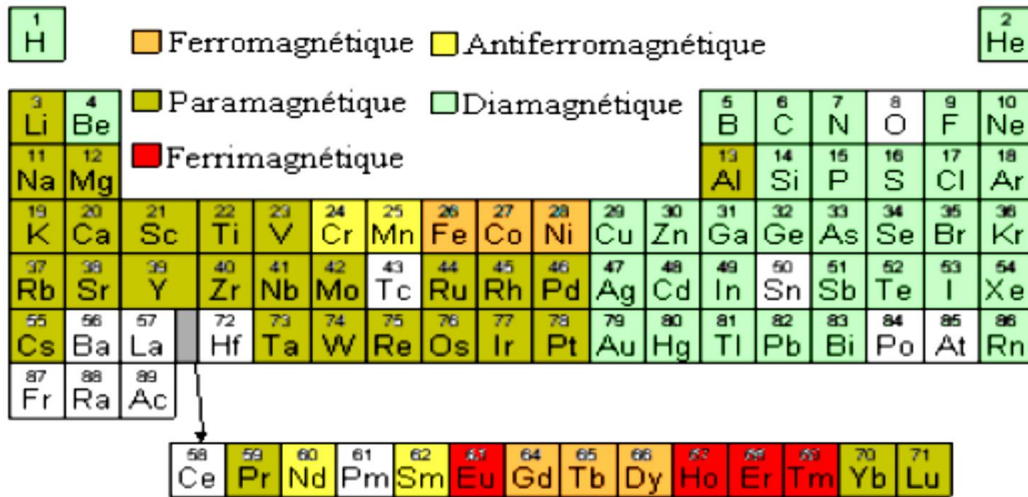 1 2
H Ferromagnétique Antiferromagnétique He
3 4 Paramagnétique Diamagnétique 5 6 7 8 9 10
Li Be B C N O F Ne
11 12 Ferrimagnétique 13 14 15 16 17 18
Na Mg Al Si P S Cl Ar
19 20 21 22 23 24 25 26 27 28 29 30 31 32 33 34 35 36
K Ca Sc Ti V Cr Mn Fe Co Ni Cu Zn Ga Ge As Se Br Kr
37 38 39 40 41 42 43 44 45 46 47 48 49 50 51 52 53 54
Rb Sr Y Zr Nb Mo Tc Ru Rh Pd Ag Cd In Sn Sb Te I Xe
55 56 57 72 73 74 75 76 77 78 79 80 81 82 83 84 85 86
Cs Ba La Hf Ta W Re Os Ir Pt Au Hg Tl Pb Bi Po At Rn
87 88 89
Fr Ra Ac
58 59 60 61 62 63 64 65 66 67 68 69 70 71
Ce Pr Nd Pm Sm Eu Gd Tb Dy Ho Er Tm Yb Lu